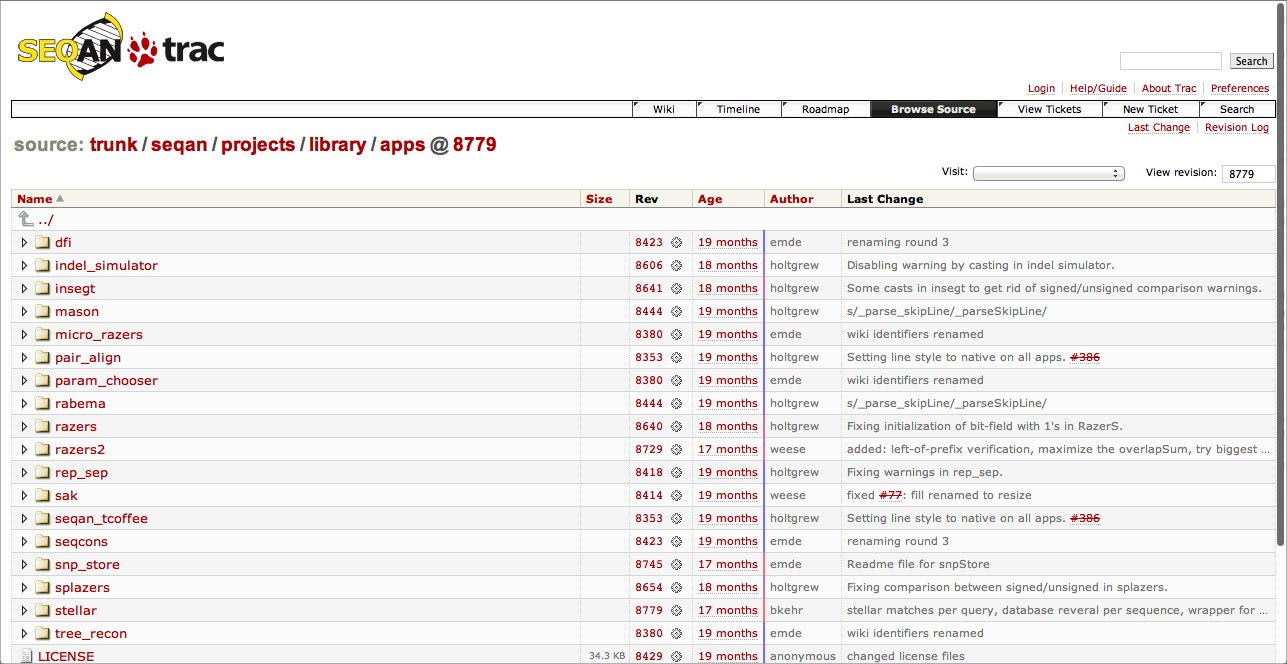 SEQAN trac
Search
Login Help/Guide About Trac Preferences
Wiki Timeline Roadmap Browse Source View Tickets New Ticket Search
Last Change Revision Log
source: trunk / seqan / projects / library / apps @ 8779
Visit: View revision: 8779
Name Size Rev Age Author Last Change
../
dfi 8423 19 months emde renaming round 3
indel_simulator 8606 18 months holtgrew Disabling warning by casting in indel simulator.
insegt 8641 18 months holtgrew Some casts in insegt to get rid of signed/unsigned comparison warnings.
mason 8444 19 months holtgrew s/_parse_skipLine/_parseSkipLine/
micro_razers 8380 19 months emde wiki identifiers renamed
pair_align 8353 19 months holtgrew Setting line style to native on all apps. #386
param_chooser 8380 19 months emde wiki identifiers renamed
rabema 8444 19 months holtgrew s/_parse_skipLine/_parseSkipLine/
razers 8640 18 months holtgrew Fixing initialization of bit-field with 1's in RazerS.
razers2 8729 17 months weese added: left-of-prefix verification, maximize the overlapSum, try biggest ...
rep_sep 8418 19 months holtgrew Fixing warnings in rep_sep.
sak 8414 19 months weese fixed #77: fill renamed to resize
seqan_tcoffee 8353 19 months holtgrew Setting line style to native on all apps. #386
seqcons 8423 19 months emde renaming round 3
snp_store 8745 17 months emde Readme file for snpStore
splazers 8654 18 months holtgrew Fixing comparison between signed/unsigned in splazers.
stellar 8779 17 months bkehr stellar matches per query, database reveral per sequence, wrapper for ...
tree_recon 8380 19 months emde wiki identifiers renamed
LICENSE 34.3 KB 8429 19 months anonymous changed license files